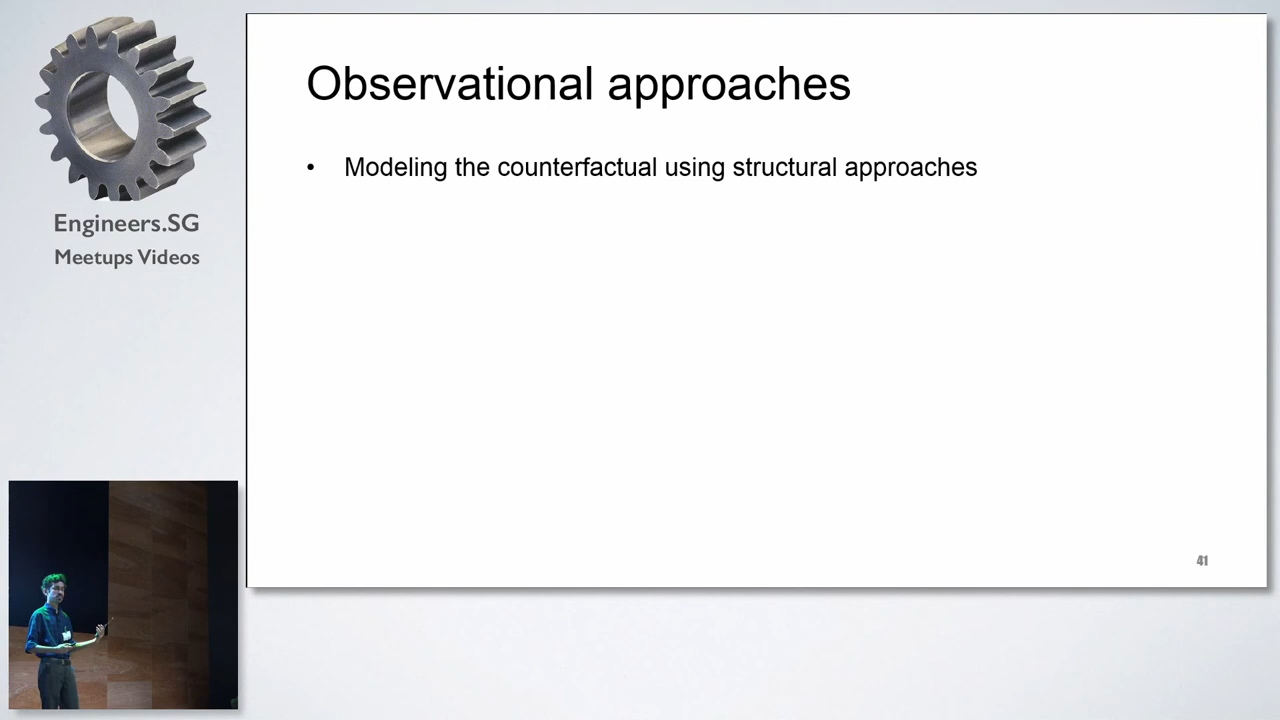 Observational approaches
• Modeling the counterfactual using structural approaches
Engineers.SG
Meetups Videos
41